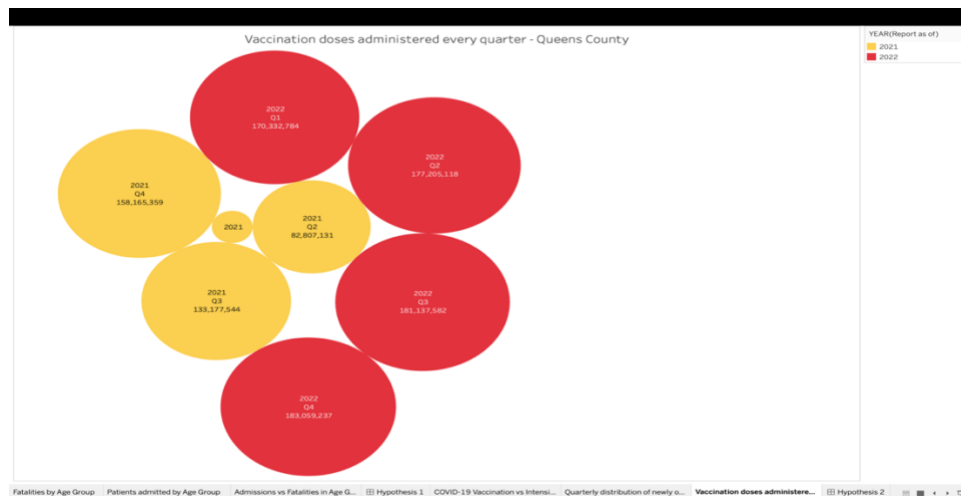 Vaccination doses administered every quarter - Queens County
YEAR(Report as of)
2021
2022
2022
Q1
170,332,784
2022
Q2
177,205,118
2021
Q4
158,165,359
2021
2021
Q2
82,807,131
2021
Q3
133,177,544
2022
Q3
181,137,582
2022
Q4
183,059,237
Fatalities by Age Group
Patients admitted by Age Group
Admissions vs Fatalities in Age G...
Hypothesis 1
COVID-19 Vaccination vs Intensi...
Quarterly distribution of newly o...
Vaccination doses administere...
Hypothesis 2